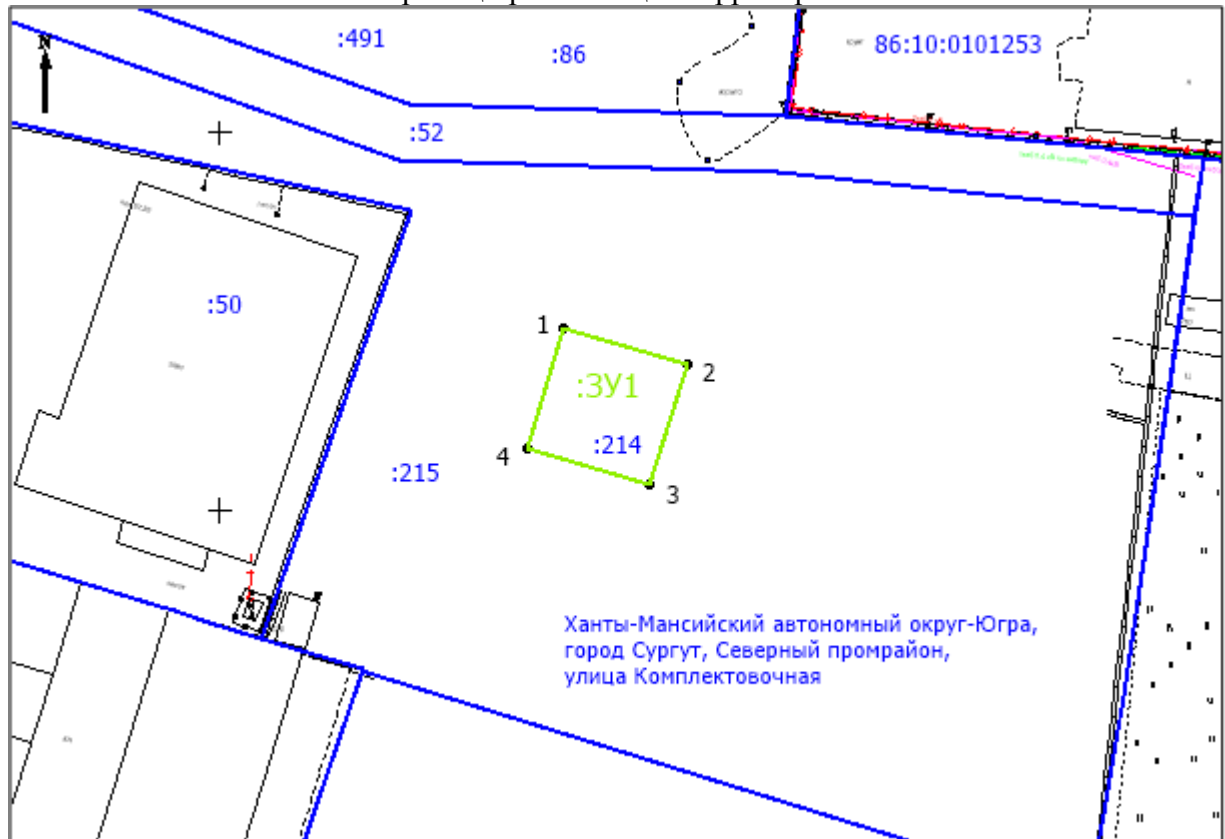 :491
:86
86:10:0101253
N
:52
:50
1
2
:ЗУ1
:214
4
:215
3
Ханты-Мансийский автономный округ-Югра,
город Сургут, Северный промрайон,
улица Комплектовочная